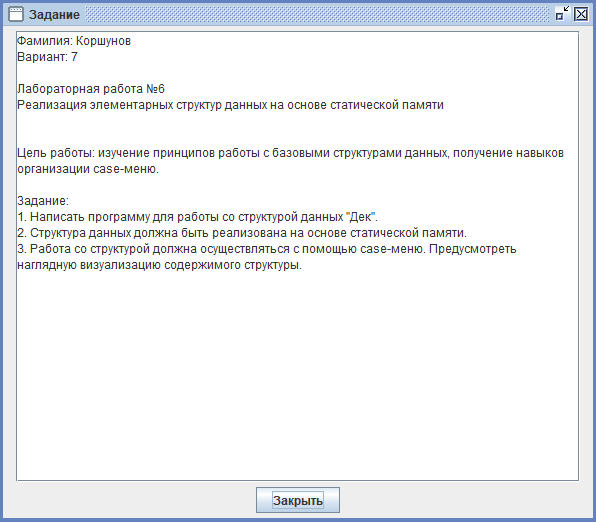 Задание
Фамилия: Коршунов
Вариант: 7
Лабораторная работа №6
Реализация элементарных структур данных на основе статической памяти
Цель работы: изучение принципов работы с базовыми структурами данных, получение навыков
организации case-меню.
Задание:
1. Написать программу для работы со структурой данных "Дек".
2. Структура данных должна быть реализована на основе статической памяти.
3. Работа со структурой должна осуществляться с помощью case-меню. Предусмотреть
наглядную визуализацию содержимого структуры.
Закрыть